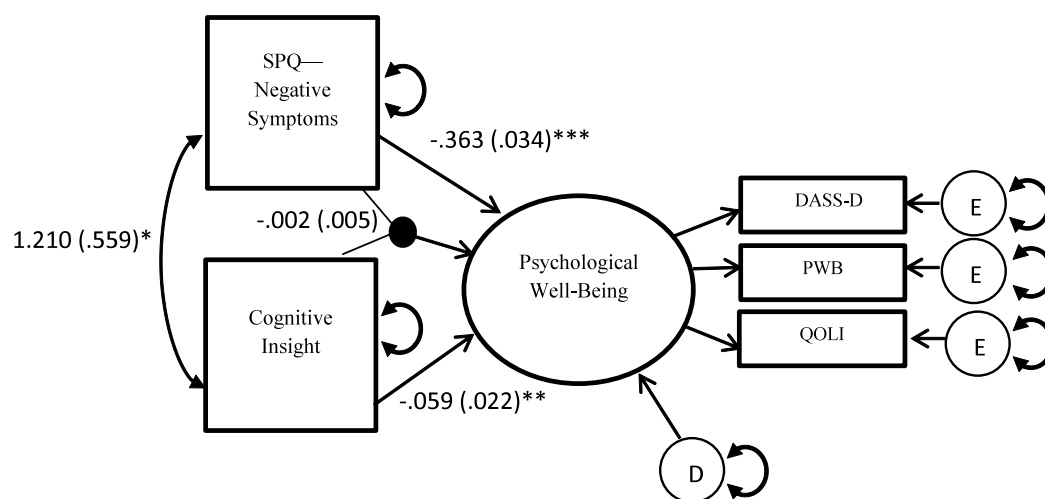 SPQ—
Negative
Symptoms
-.363 (.034)***
-.002 (.005)
1.210 (.559)*
Cognitive
Insight
-.059 (.022)**
Psychological
Well-Being
DASS-D
E
PWB
E
QOLI
E
D